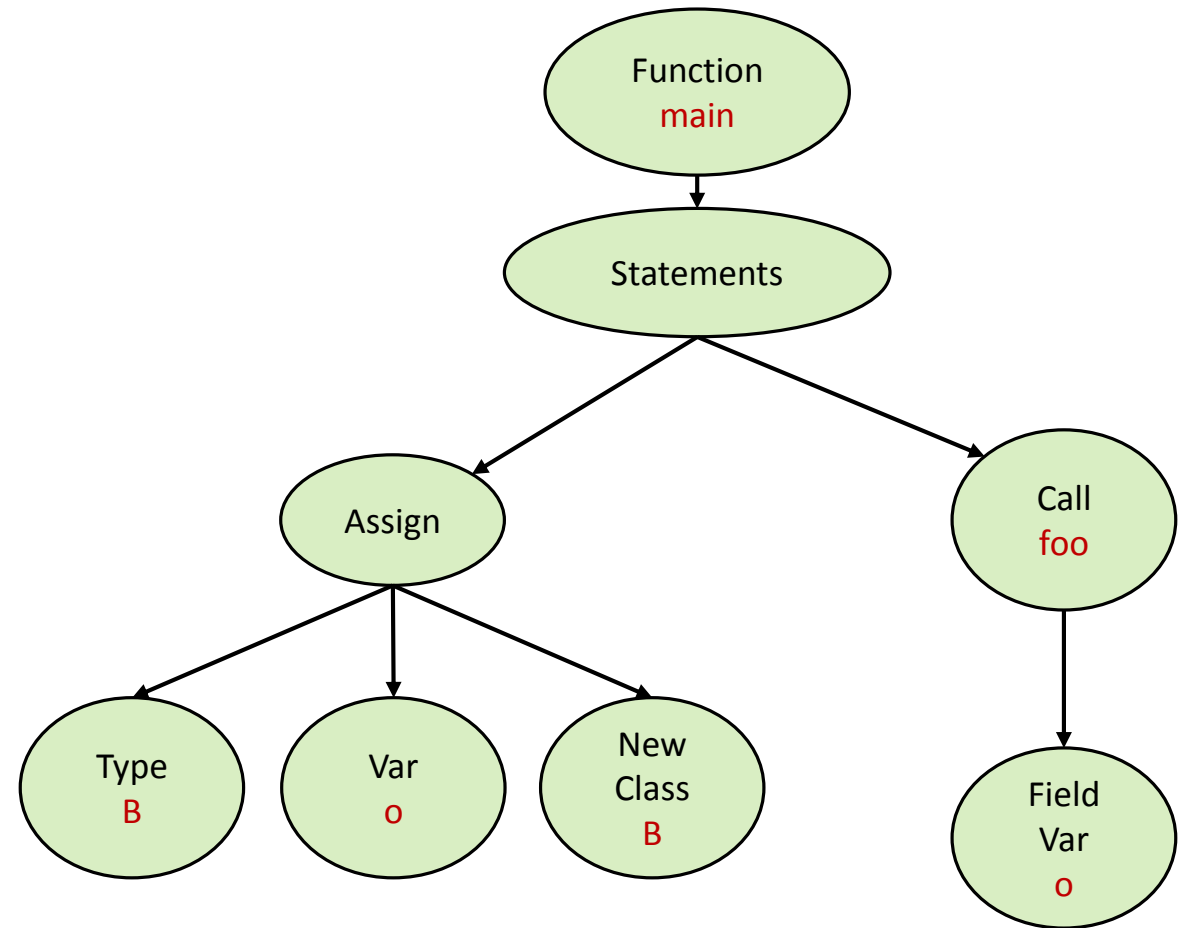 Function
main
Statements
Assign
Call
foo
Type
B
Var
o
New
Class
B
Field
Var
o